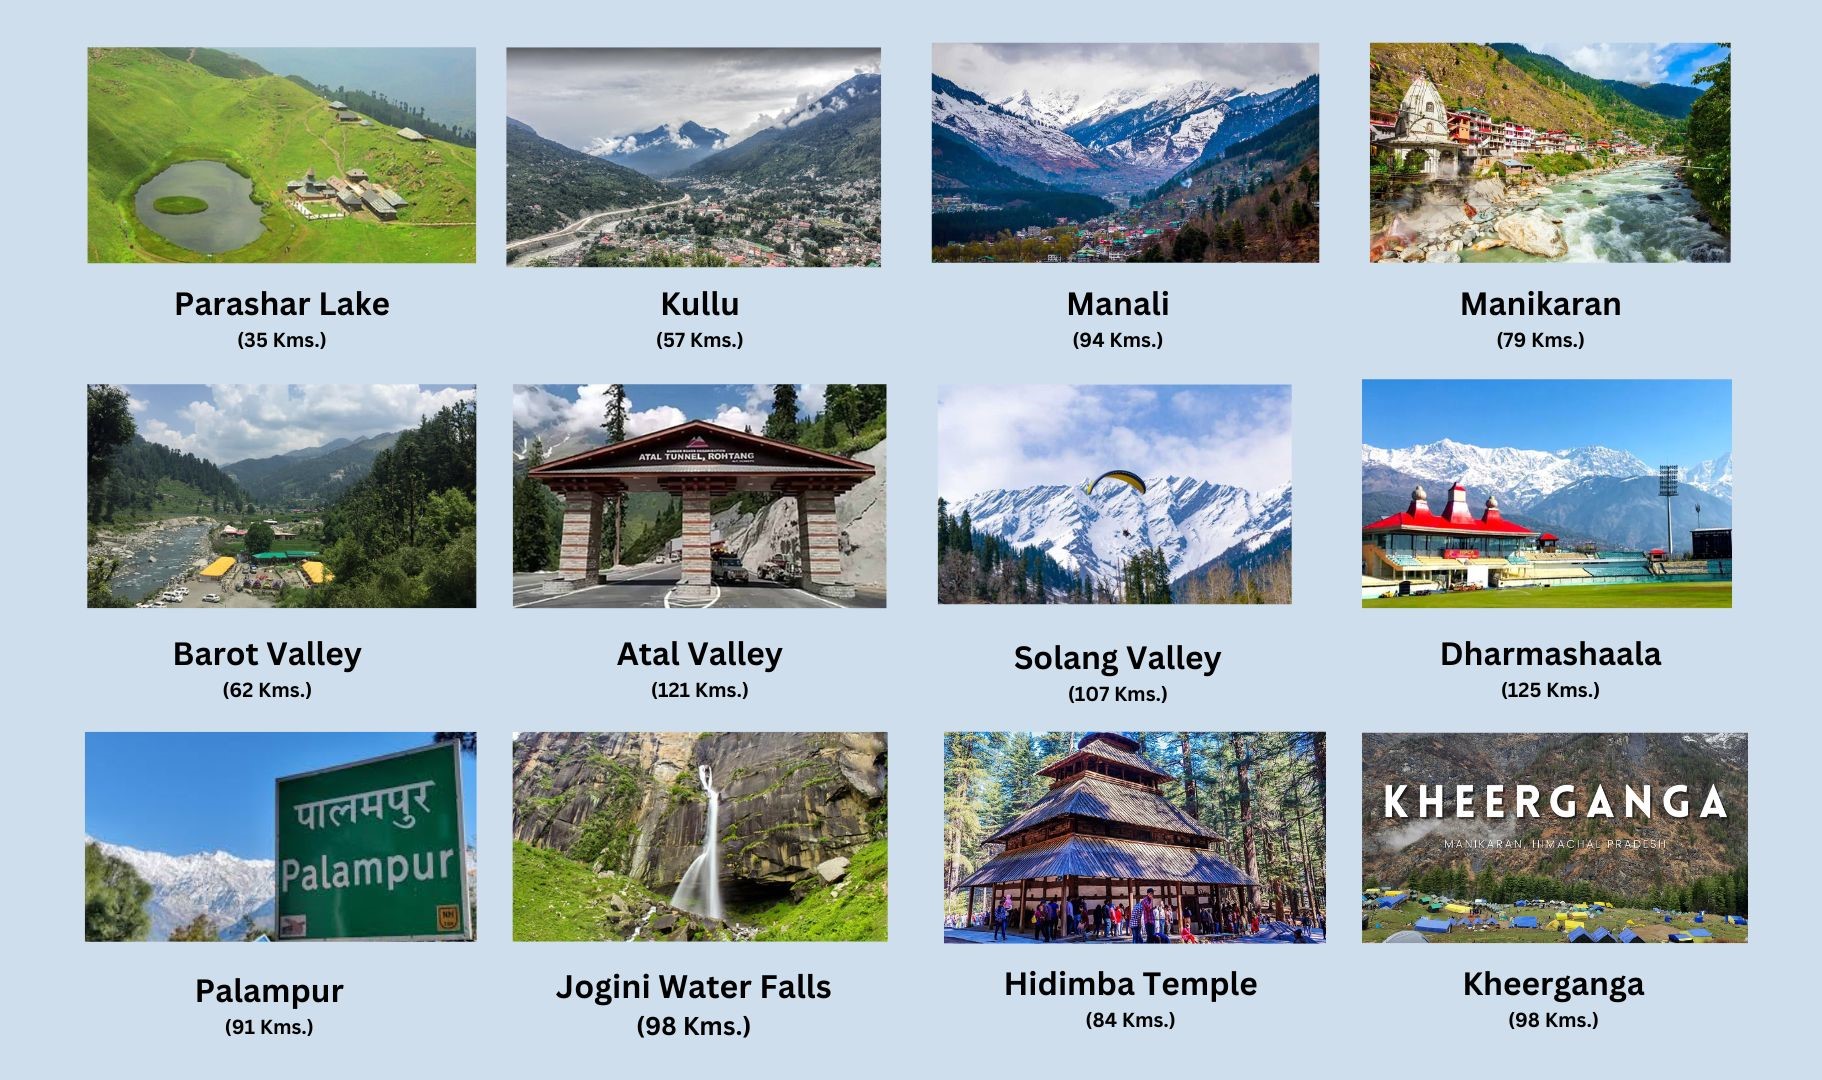 Parashar Lake
(35 Kms.)
Kullu
(57 Kms.)
Manali
(94 Kms.)
Manikaran
(79 Kms.)
ATAL TUNNEL, ROHTANG
Barot Valley
(62 Kms.)
Atal Valley
(121 Kms.)
Solang Valley
(107 Kms.)
Dharmashaala
(125 Kms.)
पालमपुर
Palampur
NH
KHEERGANGA
MANIKARAN, HIMACHAL PRADESH
Palampur
(91 Kms.)
Jogini Water Falls
(98 Kms.)
Hidimba Temple
(84 Kms.)
Kheerganga
(98 Kms.)